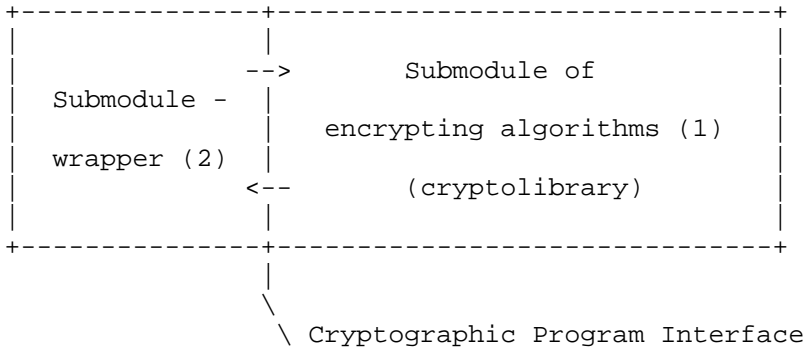 Submodule of
Submodule -
encrypting algorithms (1)
wrapper (2)
(cryptolibrary)
Cryptographic Program Interface